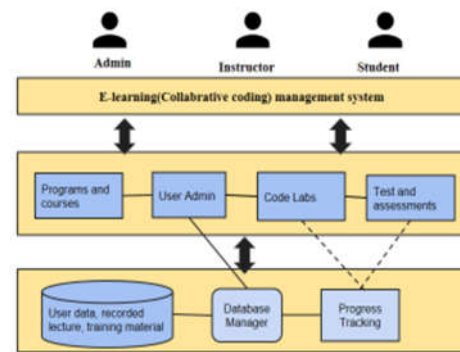 Admin
Instructor
Student
E-learning(Collabrative coding) management system
Programs and
courses
User Admin
Code Labs
Test and
assessments
User data, recorded
lecture, training material
Database
Manager
Progress
Tracking